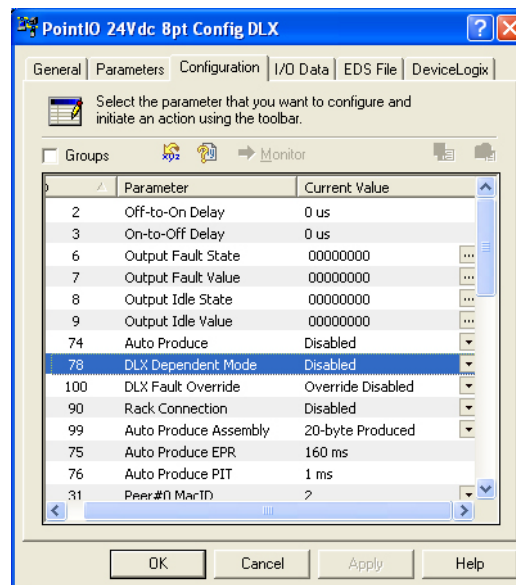 PointIO 24Vdc 8pt Config DLX
General Parameters Configuration I/O Data EDS File DeviceLogix
Select the parameter that you want to configure and
initiate an action using the toolbar.
Groups Monitor
Parameter Current Value
2 Off-to-On Delay 0 us
3 On-to-Off Delay 0 us
6 Output Fault State 00000000 ...
7 Output Fault Value 00000000 ...
8 Output Idle State 00000000 ...
9 Output Idle Value 00000000 ...
74 Auto Produce Disabled
78 DLX Dependent Mode Disabled
100 DLX Fault Override Override Disabled
90 Rack Connection Disabled
99 Auto Produce Assembly 20-byte Produced
75 Auto Produce EPR 160 ms
76 Auto Produce PIT 1 ms
31 Peer#0 MacID 2
OK Cancel Apply Help